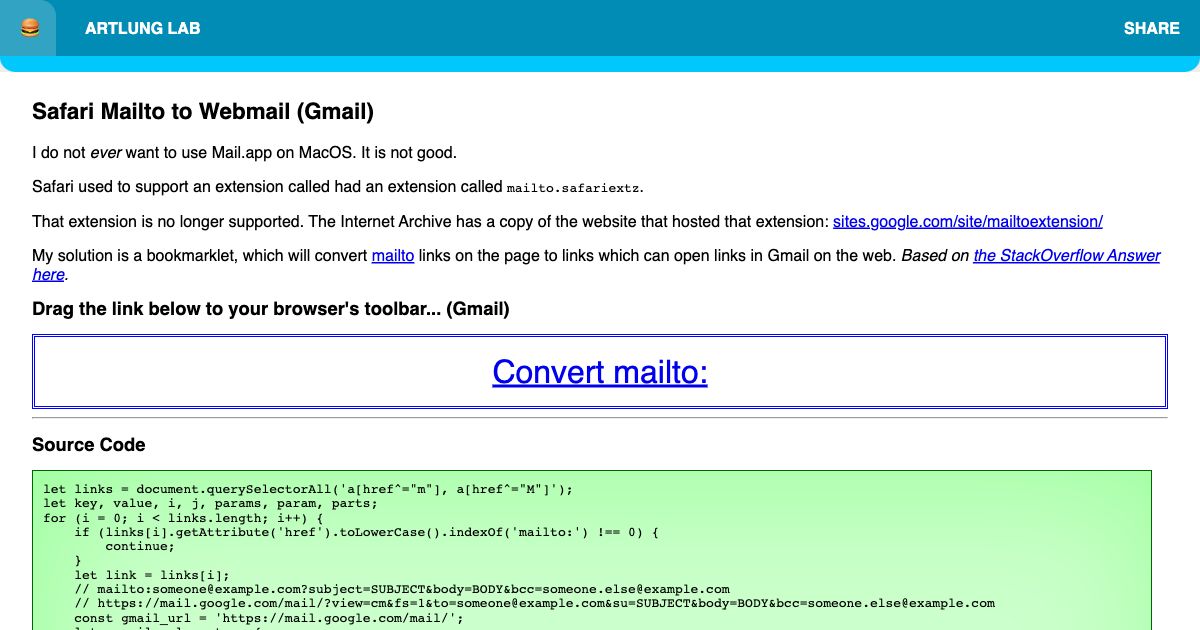 ARTLUNG LAB
SHARE
Safari Mailto to Webmail (Gmail)
I do not ever want to use Mail.app on MacOS. It is not good.
Safari used to support an extension called had an extension called mailto.safariextz.
That extension is no longer supported. The Internet Archive has a copy of the website that hosted that extension: sites.google.com/site/mailtoextension/
My solution is a bookmarklet, which will convert mailto links on the page to links which can open links in Gmail on the web. Based on the StackOverflow Answer
here.
Drag the link below to your browser's toolbar... (Gmail)
Convert mailto:
Source Code
let links = document.querySelectorAll('a[href^="m"], a[href^="M"]');
let key, value, i, j, params, param, parts;
for (i = 0; i < links.length; i++) {
    if (links[i].getAttribute('href').toLowerCase().indexOf('mailto:') !== 0) {
        continue;
    }
    let link = links[i];
    // mailto:someone@example.com?subject=SUBJECT&body=BODY&bcc=someone.else@example.com
    // https://mail.google.com/mail/?view=cm&fs=1&to=someone@example.com&su=SUBJECT&body=BODY&bcc=someone.else@example.com
    const gmail_url = 'https://mail.google.com/mail/';